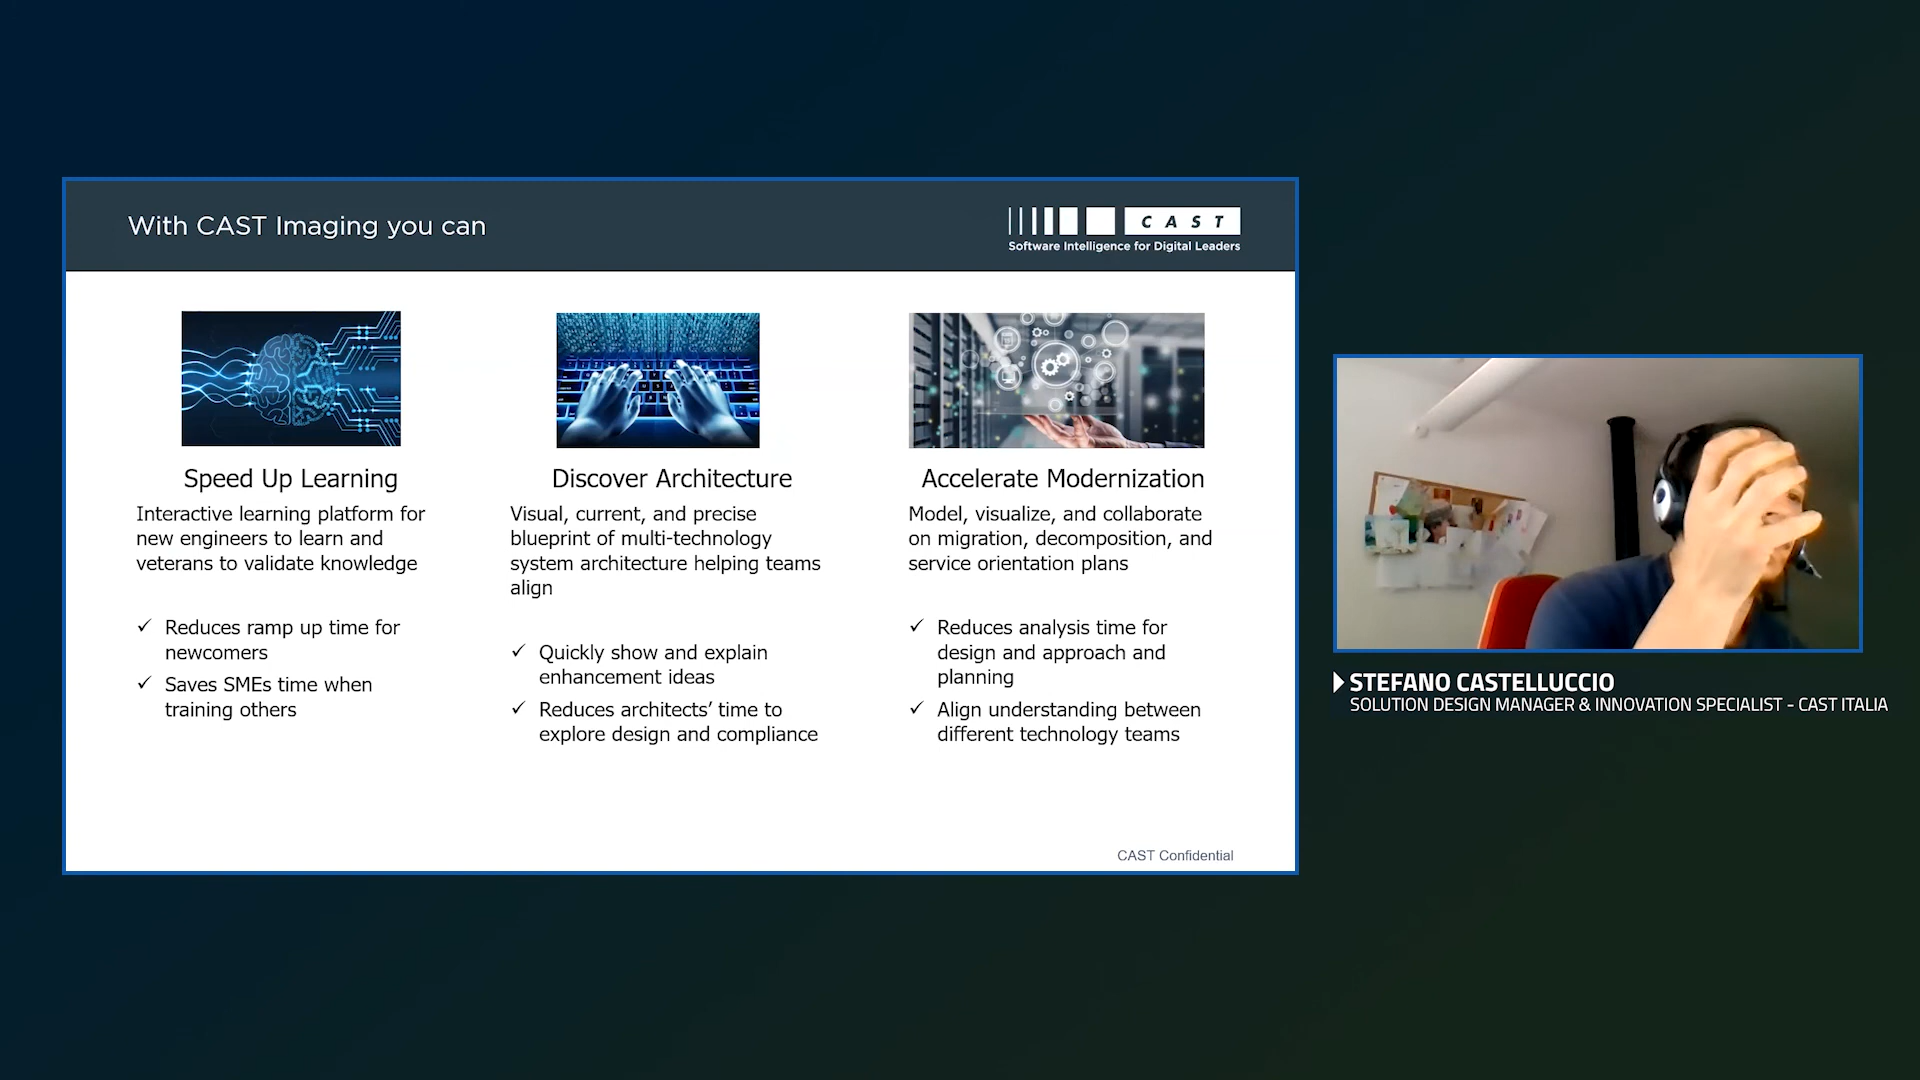 With CAST Imaging you can
CAST
Software Intelligence for Digital Leaders
Speed Up Learning
Interactive learning platform for
new engineers to learn and
veterans to validate knowledge
✓ Reduces ramp up time for
newcomers
✓ Saves SMEs time when
training others
Discover Architecture
Visual, current, and precise
blueprint of multi-technology
system architecture helping teams
align
✓ Quickly show and explain
enhancement ideas
✓ Reduces architects’ time to
explore design and compliance
Accelerate Modernization
Model, visualize, and collaborate
on migration, decomposition, and
service orientation plans
✓ Reduces analysis time for
design and approach and
planning
✓ Align understanding between
different technology teams
CAST Confidential
STEFANO CASTELLUCCIO
SOLUTION DESIGN MANAGER & INNOVATION SPECIALIST - CAST ITALIA